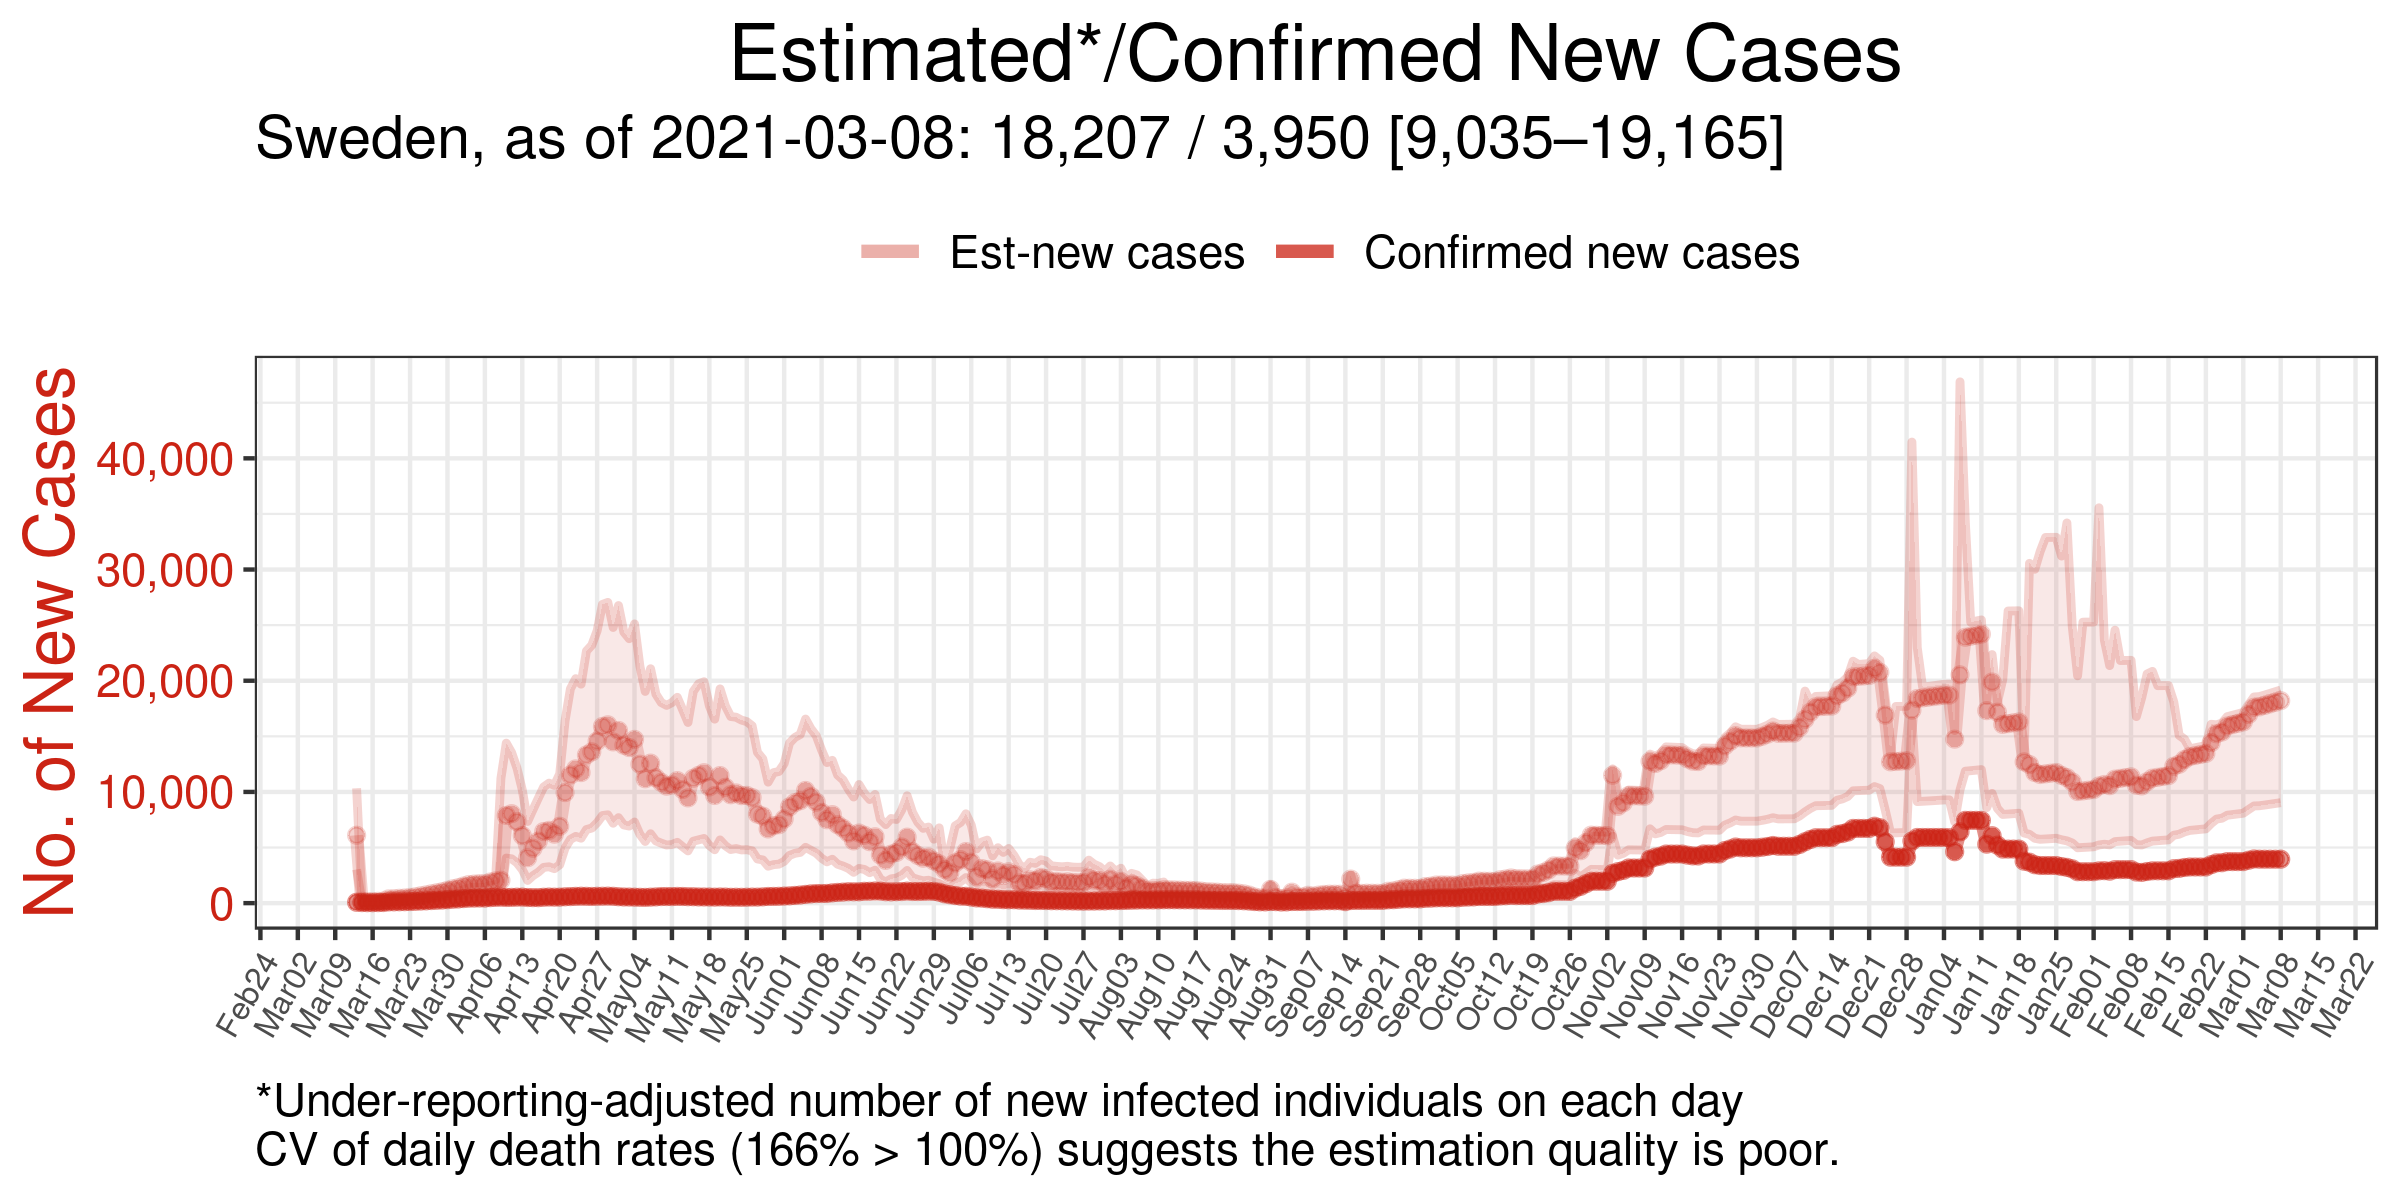 Estimated*/Confirmed New Cases
Sweden, as of 2021-03-08: 18,207 / 3,950 [9,035–19,165]
Est-new cases
Confirmed new cases
No. of New Cases
40,000
30,000
20,000
10,000
0
Feb24
Mar02
Mar09
Mar16
Mar23
Mar30
Apr06
Apr13
Apr20
Apr27
May04
May11
May18
May25
Jun01
Jun08
Jun15
Jun22
Jun29
Jul06
Jul13
Jul20
Jul27
Aug03
Aug10
Aug17
Aug24
Aug31
Sep07
Sep14
Sep21
Sep28
Oct05
Oct12
Oct19
Oct26
Nov02
Nov09
Nov16
Nov23
Nov30
Dec07
Dec14
Dec21
Dec28
Jan04
Jan11
Jan18
Jan25
Feb01
Feb08
Feb15
Feb22
Mar01
Mar08
Mar15
Mar22
*Under-reporting-adjusted number of new infected individuals on each day
CV of daily death rates (166% > 100%) suggests the estimation quality is poor.